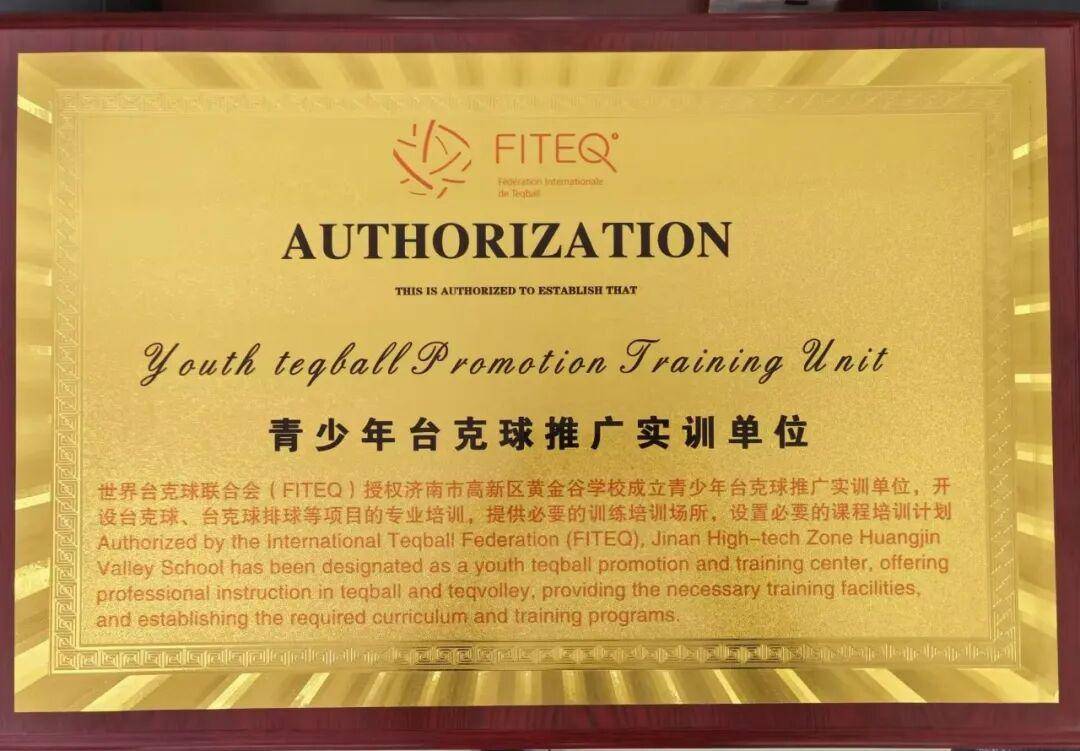 FITEQ®
Fédération Internationale
de Teqball
AUTHORIZATION
THIS IS AUTHORIZED TO ESTABLISH THAT
Youth teqball Promotion Training Unit
青少年台克球推广实训单位
世界台克球联合会（FITEQ）授权济南市高新区黄金谷学校成立青少年台克球推广实训单位，开
设台克球、台克球排球等项目的专业培训，提供必要的训练培训场所，设置必要的课程培训计划
Authorized by the International Teqball Federation (FITEQ), Jinan High-tech Zone Huangjin
Valley School has been designated as a youth teqball promotion and training center, offering
professional instruction in teqball and teqvolley, providing the necessary training facilities,
and establishing the required curriculum and training programs.